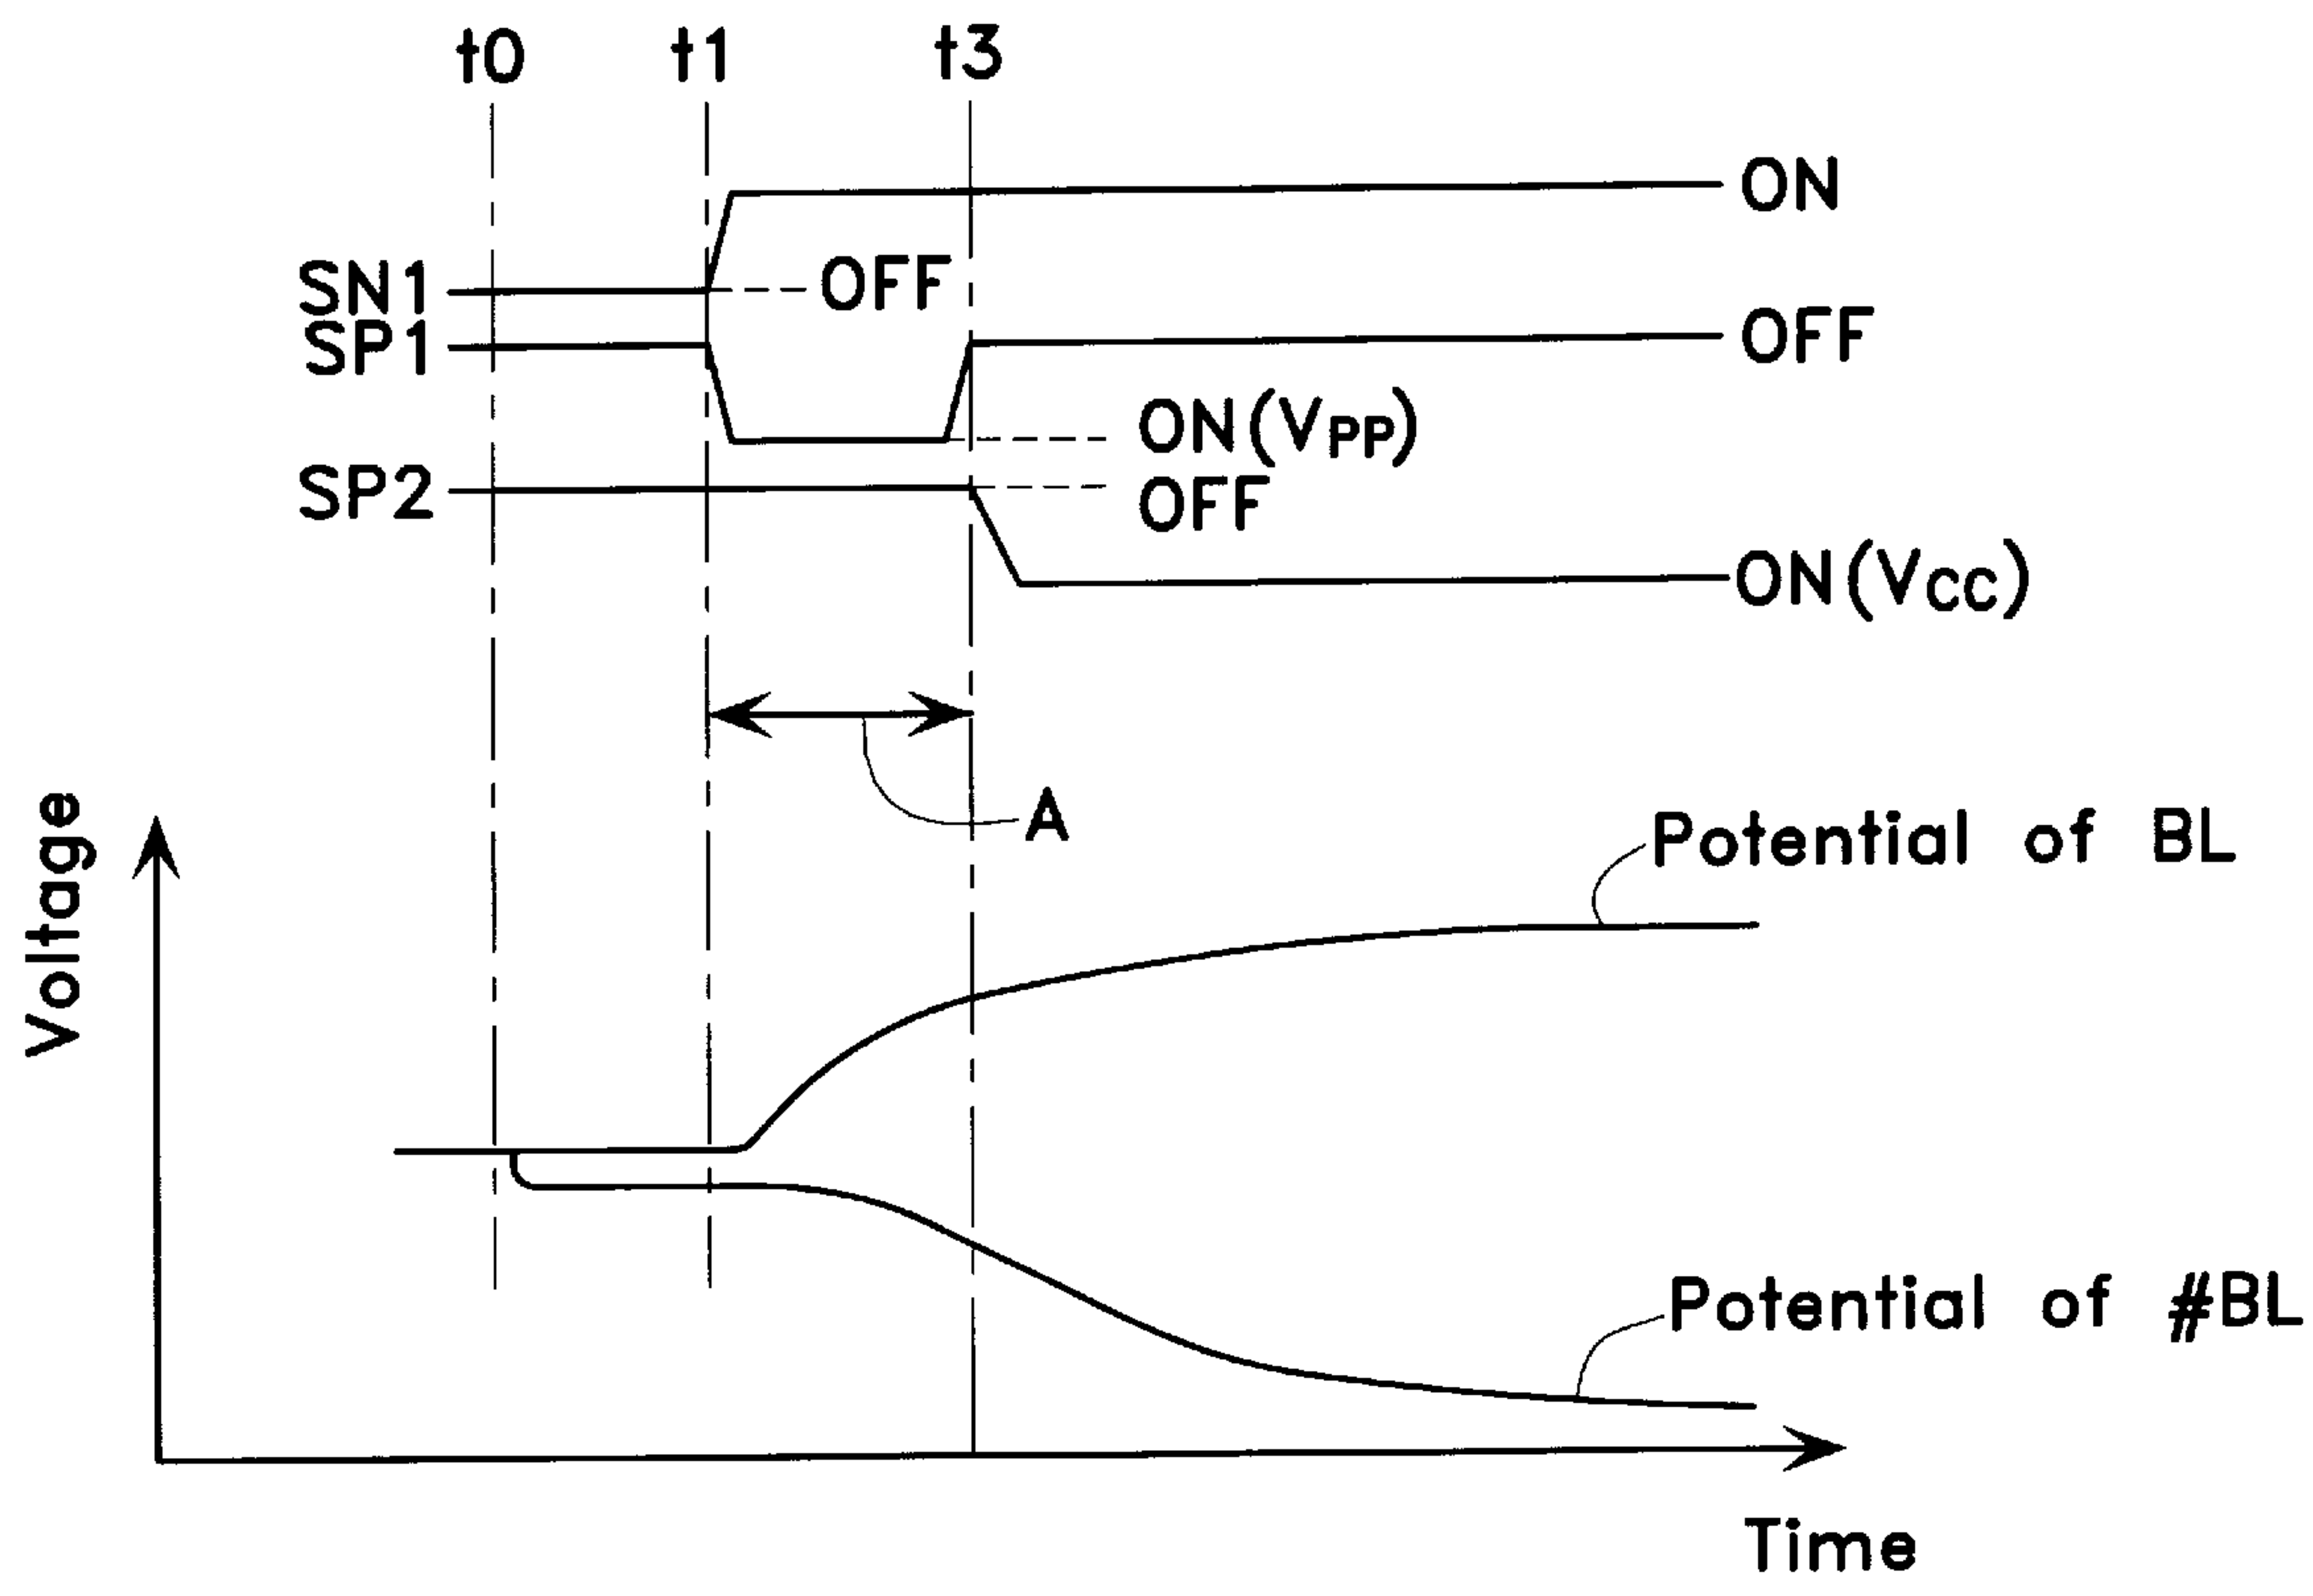 t0
t1
t3
ON
SN1
OFF
SP1
OFF
ON(VPP)
SP2
OFF
ON(VCC)
A
Voltage
Potential of BL
Potential of #BL
Time